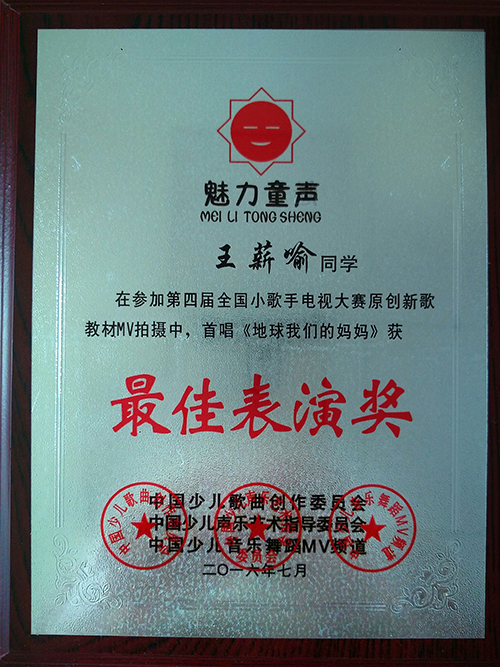 魅力童声
MEI LI TONG SHENG
王薪喻同学
在参加第四届全国小歌手电视大赛原创新歌
教材MV拍摄中，首唱《地球我们的妈妈》获
最佳表演奖
中国少儿歌曲创作委员会
中国少儿声乐艺术指导委员会
中国少儿音乐舞蹈MV频道
二〇一六年七月